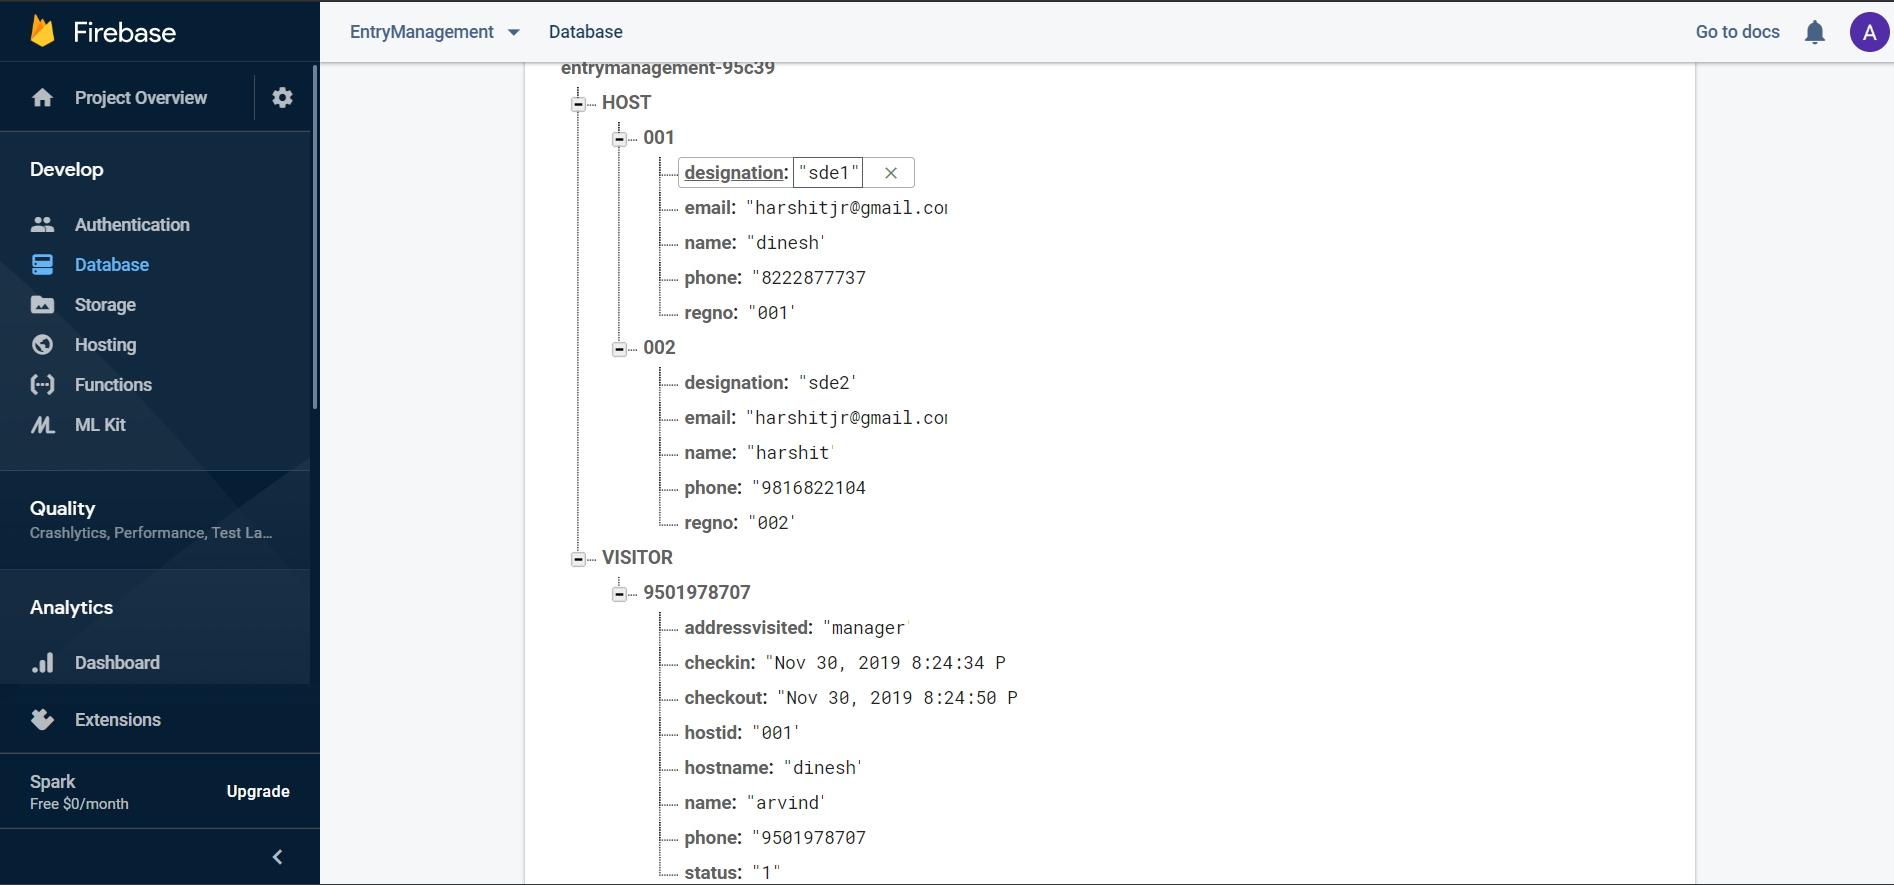 Firebase
Project Overview
Develop
Authentication
Database
Storage
Hosting
Functions
ML Kit
Quality
Crashlytics, Performance, Test La...
Analytics
Dashboard
Extensions
Spark
Free $0/month
Upgrade
EntryManagement
Database
Go to docs
A
entrymanagement-95c39
HOST
001
designation: "sde1"
email: "harshitjr@gmail.com
name: "dinesh"
phone: "8222877737
regno: "001"
002
designation: "sde2"
email: "harshitjr@gmail.com
name: "harshit"
phone: "9816822104
regno: "002"
VISITOR
9501978707
addressvisited: "manager"
checkin: "Nov 30, 2019 8:24:34 P
checkout: "Nov 30, 2019 8:24:50 P
hostid: "001"
hostname: "dinesh"
name: "arvind"
phone: "9501978707
status: "1"